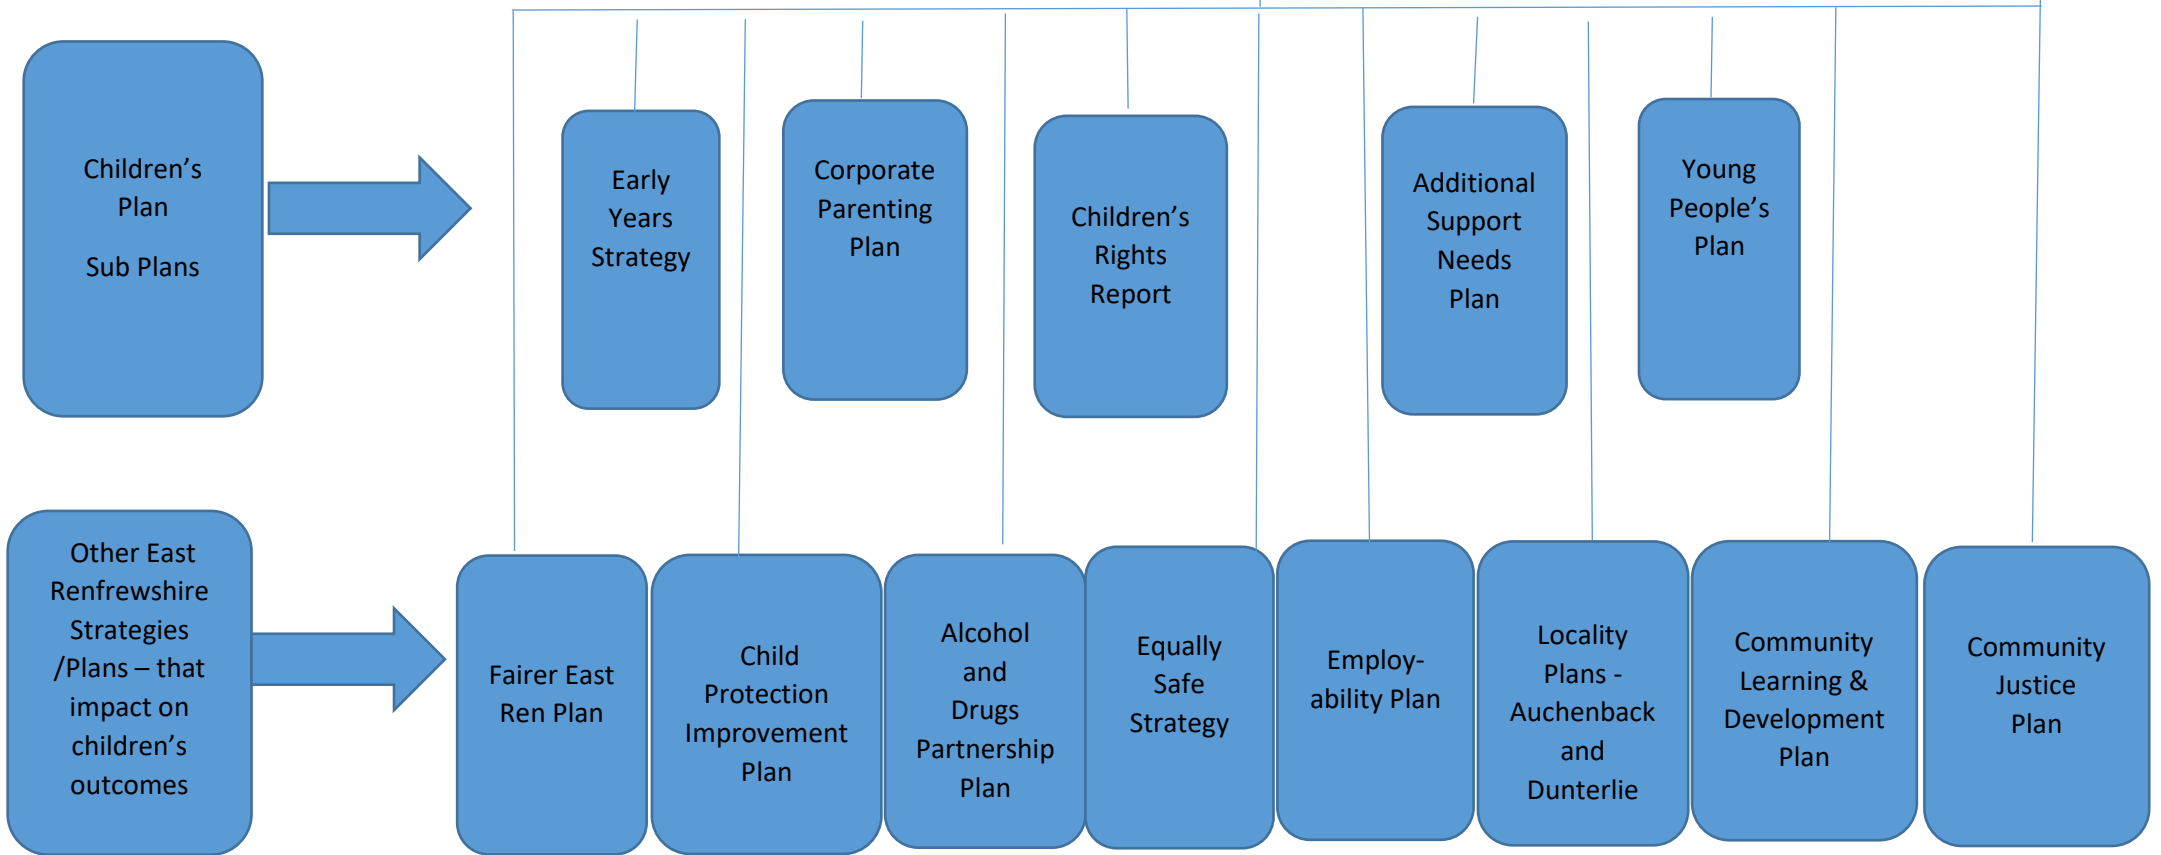 Children’s
Plan
Sub Plans
Early
Years
Strategy
Corporate
Parenting
Plan
Children’s
Rights
Report
Additional
Support
Needs
Plan
Young
People’s
Plan
Other East
Renfrewshire
Strategies
/Plans – that
impact on
children’s
outcomes
Fairer East
Ren Plan
Child
Protection
Improvement
Plan
Alcohol
and
Drugs
Partnership
Plan
Equally
Safe
Strategy
Employ-
ability Plan
Locality
Plans -
Auchenback
and
Dunterlie
Community
Learning &
Development
Plan
Community
Justice
Plan